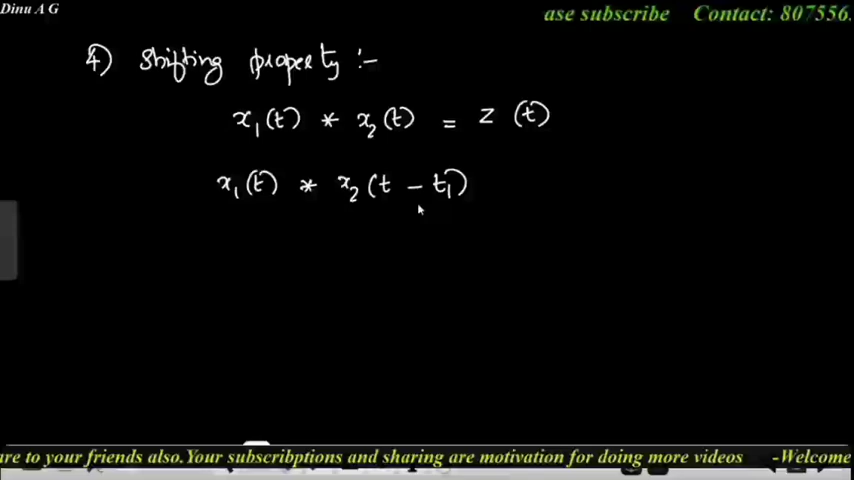 Dinu A G
ase subscribe Contact: 807556.
4) Shifting property :-
x₁(t) * x₂(t) = z (t)
x₁(t) * x₂(t - t₁)
are to your friends also.Your subscribptions and sharing are motivation for doing more videos -Welcome